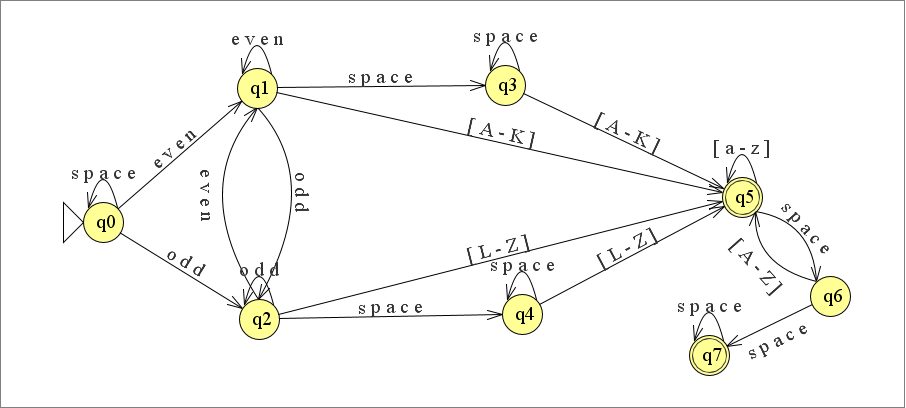 even
q1
space
space
q3
even
[A-K]
[A-K]
[a-z]
q5
space
q0
even
odd
odd
[L-Z]
[L-Z]
space
[A-Z]
odd
q2
space
space
q4
q6
space
q7
space